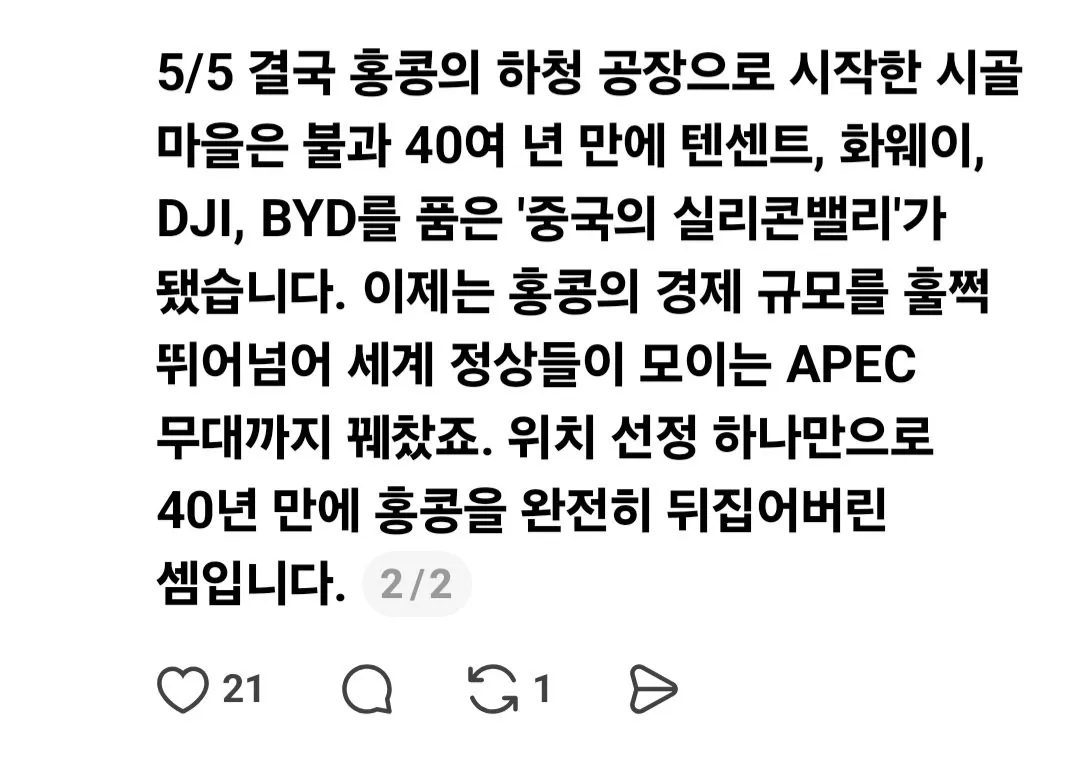 5/5 결국 홍콩의 하청 공장으로 시작한 시골
마을은 불과 40여 년 만에 텐센트, 화웨이,
DJI, BYD를 품은 '중국의 실리콘밸리'가
됐습니다. 이제는 홍콩의 경제 규모를 훌쩍
뛰어넘어 세계 정상들이 모이는 APEC
무대까지 꿰찼죠. 위치 선정 하나만으로
40년 만에 홍콩을 완전히 뒤집어버린
셈입니다. 2/2
21 1